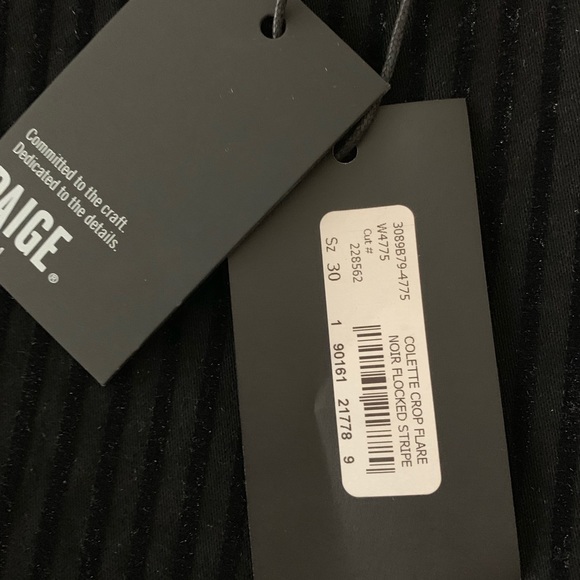 Committed to the craft.
Dedicated to the details.
PAIGE®
3089B79-4775
W4775
Cut #
228562
Sz 30
COLETTE CROP FLARE
NOIR FLOCKED STRIPE
1 90161 21778 9